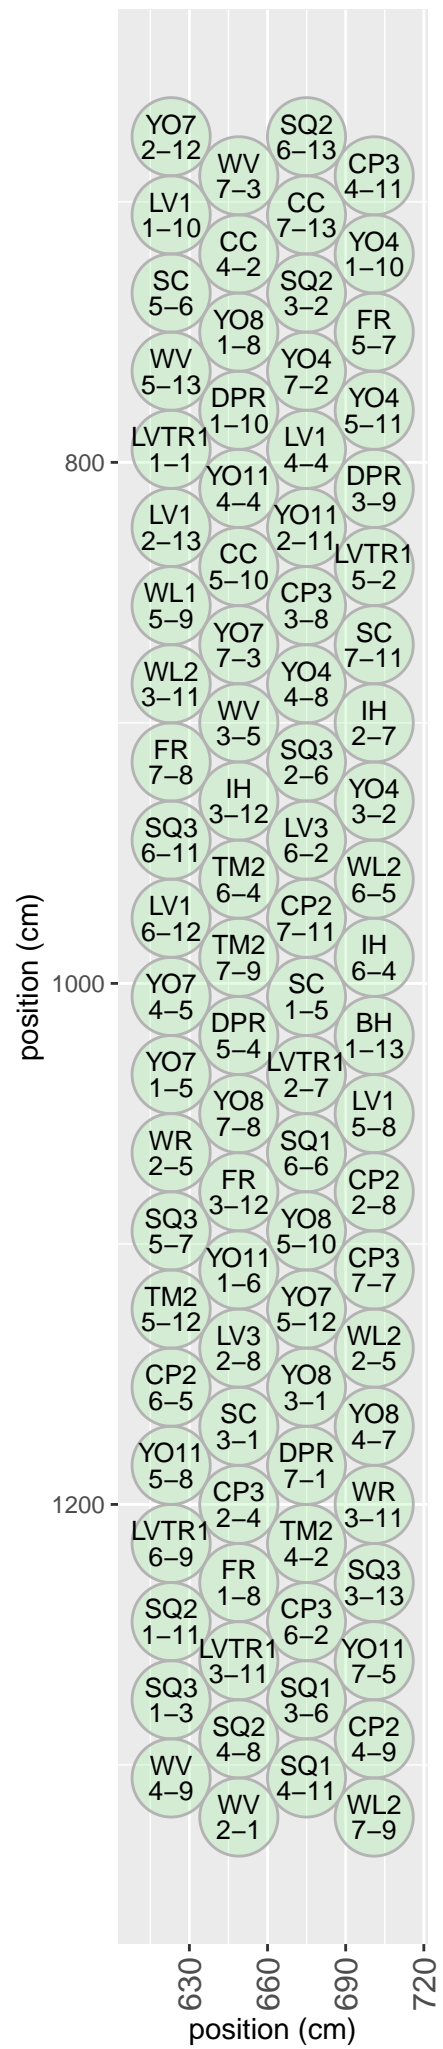 YO7
2–12
SQ2
6–13
WV
7–3
CP3
4–11
LV1
1–10
CC
7–13
CC
4–2
YO4
1–10
SC
5–6
SQ2
3–2
YO8
1–8
FR
5–7
WV
5–13
YO4
7–2
DPR
1–10
YO4
5–11
LVTR1
1–1
LV1
4–4
800
YO11
4–4
DPR
3–9
LV1
2–13
YO11
2–11
CC
5–10
LVTR1
5–2
WL1
5–9
CP3
3–8
YO7
7–3
SC
7–11
WL2
3–11
YO4
4–8
WV
3–5
IH
2–7
FR
7–8
SQ3
2–6
IH
3–12
YO4
3–2
SQ3
6–11
LV3
6–2
TM2
6–4
WL2
6–5
LV1
6–12
CP2
7–11
TM2
7–9
IH
6–4
position (cm)
1000
YO7
4–5
SC
1–5
DPR
5–4
BH
1–13
YO7
1–5
LVTR1
2–7
YO8
7–8
LV1
5–8
WR
2–5
SQ1
6–6
FR
3–12
CP2
2–8
SQ3
5–7
YO8
5–10
YO11
1–6
CP3
7–7
TM2
5–12
YO7
5–12
LV3
2–8
WL2
2–5
CP2
6–5
YO8
3–1
SC
3–1
YO8
4–7
YO11
5–8
DPR
7–1
CP3
2–4
WR
3–11
1200
LVTR1
6–9
TM2
4–2
FR
1–8
SQ3
3–13
SQ2
1–11
CP3
6–2
LVTR1
3–11
YO11
7–5
SQ3
1–3
SQ1
3–6
SQ2
4–8
CP2
4–9
WV
4–9
SQ1
4–11
WV
2–1
WL2
7–9
630
660
690
720
position (cm)